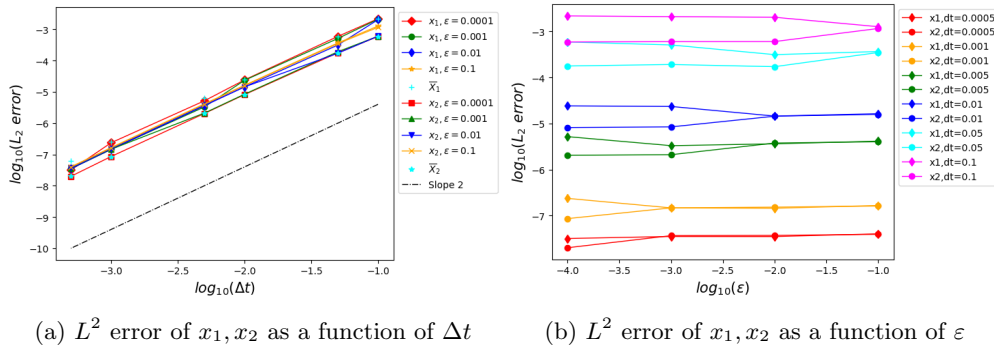 −3
−4
−5
−6
−7
−8
−9
−10
log₁₀(L₂ error)
−3.0
−2.5
−2.0
−1.5
−1.0
log₁₀(Δt)
x₁, ε = 0.0001
x₁, ε = 0.001
x₁, ε = 0.01
x₁, ε = 0.1
X̅₁
x₂, ε = 0.0001
x₂, ε = 0.001
x₂, ε = 0.01
x₂, ε = 0.1
X̅₂
Slope 2
−3
−4
−5
−6
−7
log₁₀(L₂ error)
−4.0
−3.5
−3.0
−2.5
−2.0
−1.5
−1.0
log₁₀(ε)
x1,dt=0.0005
x2,dt=0.0005
x1,dt=0.001
x2,dt=0.001
x1,dt=0.005
x2,dt=0.005
x1,dt=0.01
x2,dt=0.01
x1,dt=0.05
x2,dt=0.05
x1,dt=0.1
x2,dt=0.1
(a) L² error of x₁, x₂ as a function of Δt
(b) L² error of x₁, x₂ as a function of ε